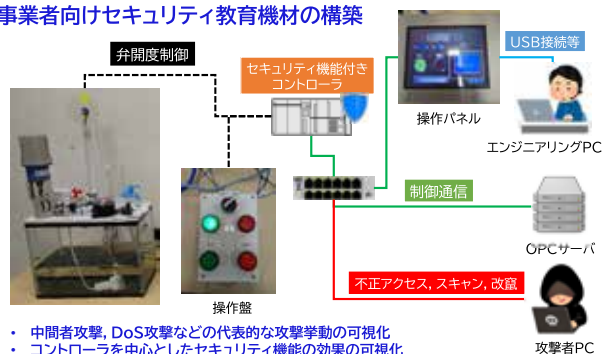 事業者向けセキュリティ教育機材の構築
弁開度制御
セキュリティ機能付き
コントローラ
操作パネル
USB接続等
エンジニアリングPC
制御通信
OPCサーバ
不正アクセス，スキャン，改竄
操作盤
攻撃者PC
• 中間者攻撃，DoS攻撃などの代表的な攻撃挙動の可視化
• コントローラを中心としたセキュリティ機能の効果の可視化